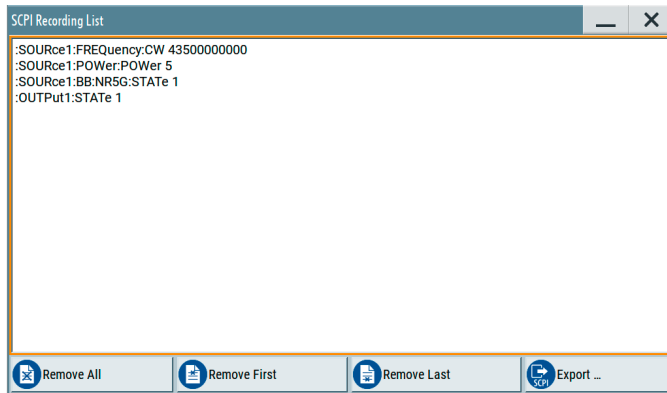 SCPI Recording List
:SOURce1:FREQuency:CW 43500000000
:SOURce1:POWer:POWer 5
:SOURce1:BB:NR5G:STATe 1
:OUTPut1:STATe 1
Remove All
Remove First
Remove Last
SCPI
Export ...